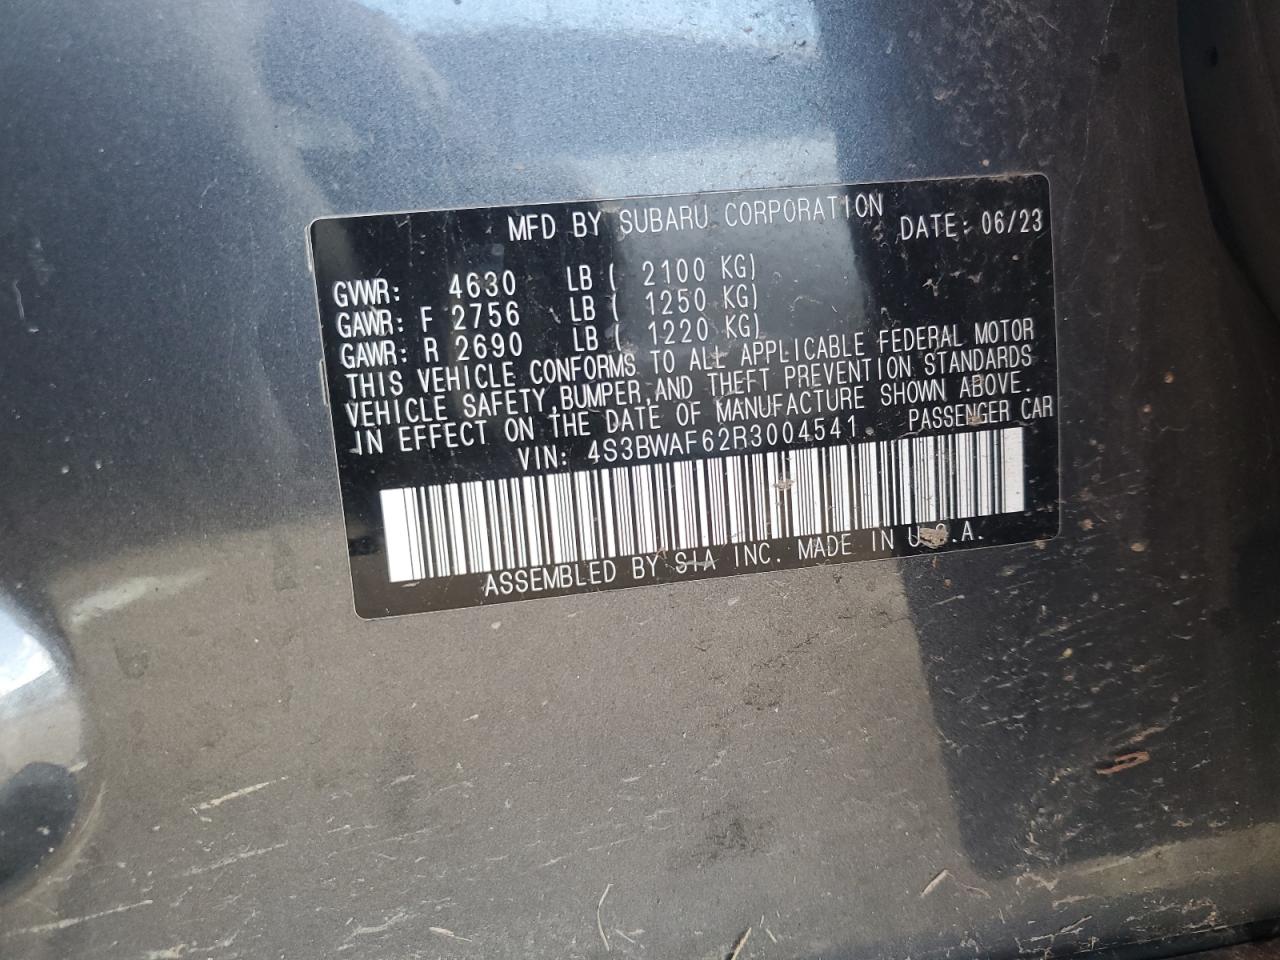 MFD BY SUBARU CORPORATION DATE: 06/23
GVWR: 4630 LB ( 2100 KG)
GAWR: F 2756 LB ( 1250 KG)
GAWR: R 2690 LB ( 1220 KG)
THIS VEHICLE CONFORMS TO ALL APPLICABLE FEDERAL MOTOR
VEHICLE SAFETY,BUMPER,AND THEFT PREVENTION STANDARDS
IN EFFECT ON THE DATE OF MANUFACTURE SHOWN ABOVE.
VIN: 4S3BWAF62R3004541 PASSENGER CAR
ASSEMBLED BY SIA INC. MADE IN U.S.A.